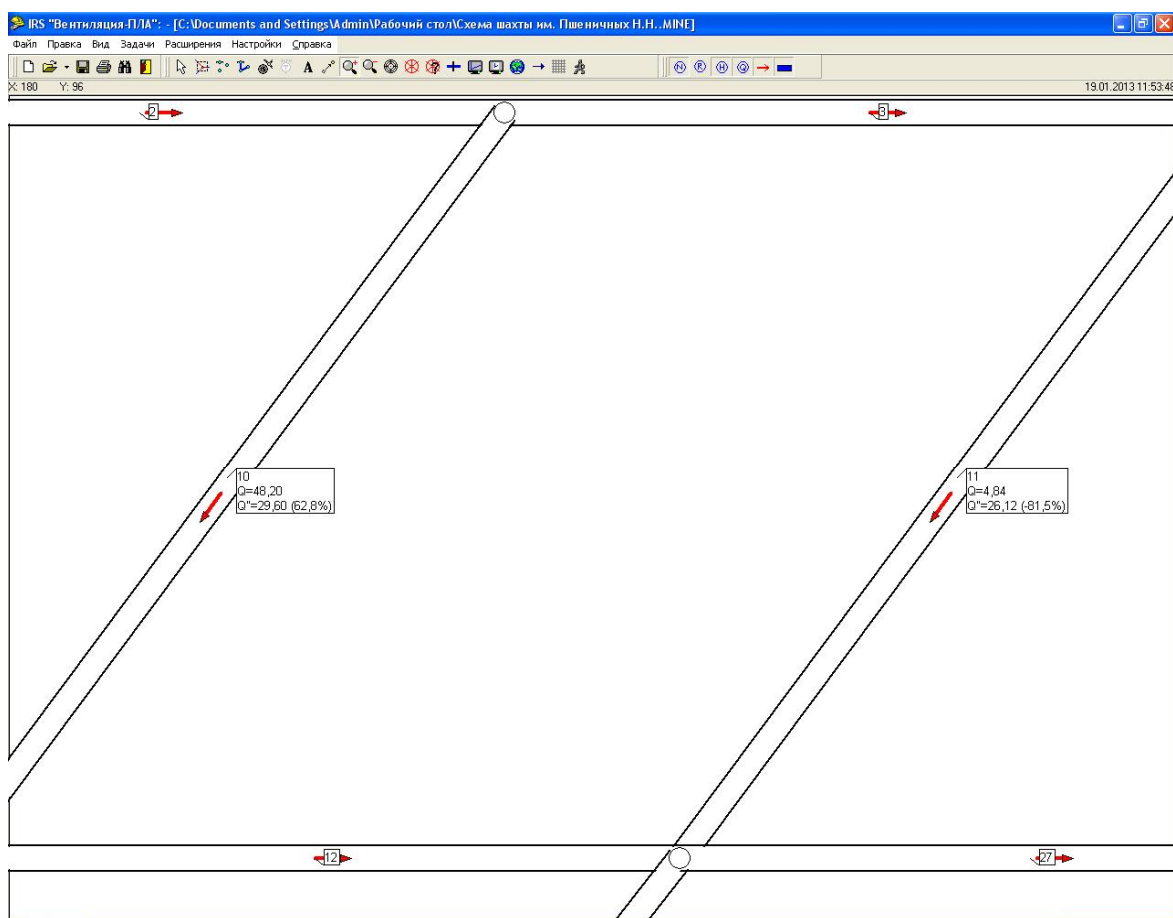 IRS "Вентиляция-ПЛА": - [C:\Documents and Settings\Admin\Рабочий стол\Схема шахты им. Пшеничных Н.Н..MINE]
Файл Правка Вид Задачи Расширения Настройки Справка
A N R H Q
X: 180 Y: 96 19.01.2013 11:53:48
2 3
10
Q=48,20
Q"=29,60 (62,8%)
11
Q=4,84
Q"=26,12 (-81,5%)
12 27